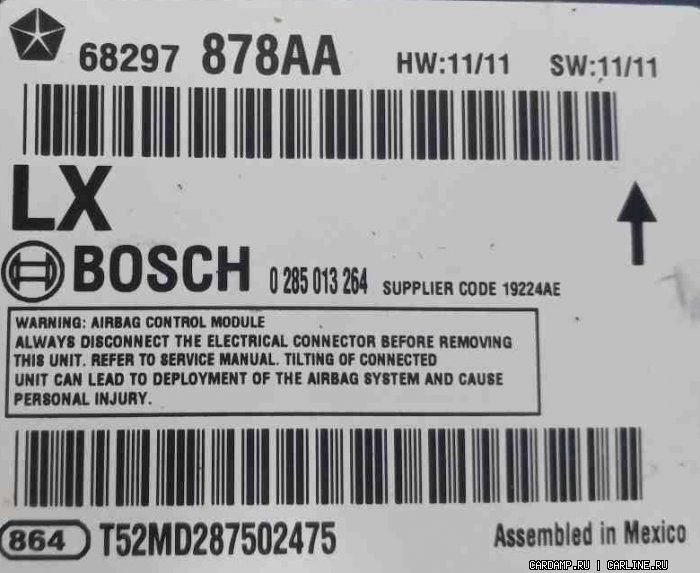 68297 878AA HW:11/11 SW:11/11
LX
BOSCH 0 285 013 264 SUPPLIER CODE 19224AE
WARNING: AIRBAG CONTROL MODULE
ALWAYS DISCONNECT THE ELECTRICAL CONNECTOR BEFORE REMOVING
THIS UNIT. REFER TO SERVICE MANUAL. TILTING OF CONNECTED
UNIT CAN LEAD TO DEPLOYMENT OF THE AIRBAG SYSTEM AND CAUSE
PERSONAL INJURY.
864 T52MD287502475 Assembled in Mexico
CARDAMP.RU | CARLINE.RU